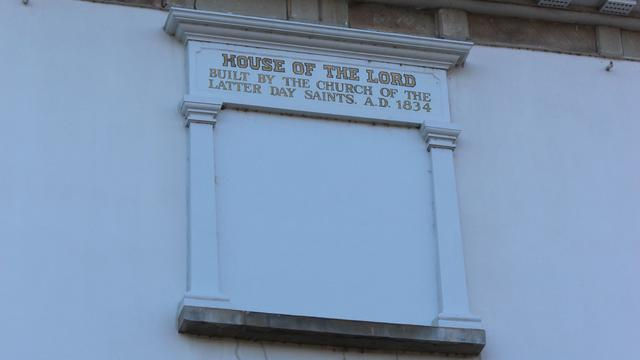 HOUSE OF THE LORD
BUILT BY THE CHURCH OF THE
LATTER DAY SAINTS. A.D. 1834